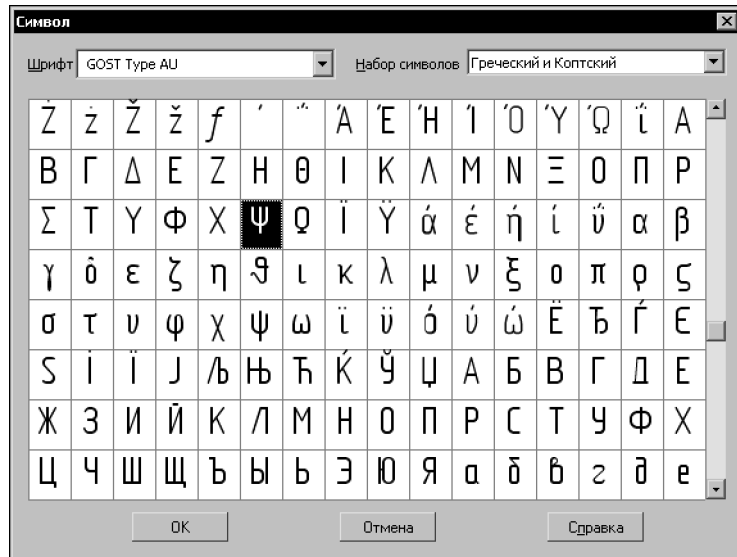 Символ
Шрифт GOST Type AU Набор символов Греческий и Коптский
Ż ż Ž ž ƒ ΄ ΅ Ά Έ Ή Ί Ό Ύ Ώ ΐ Α
Β Γ Δ Ε Ζ Η Θ Ι Κ Λ Μ Ν Ξ Ο Π Ρ
Σ Τ Υ Φ Χ Ψ Ω Ϊ Ϋ ά έ ή ί ΰ α β
γ δ ε ζ η θ ι κ λ μ ν ξ ο π ρ ς
σ τ υ φ χ ψ ω ϊ ϋ ό ύ ώ Ё Ђ Ѓ Є
Ѕ І Ї Ј Љ Њ Ћ Ќ Ў Џ А Б В Г Д Е
Ж З И Й К Л М Н О П Р С Т У Ф Х
Ц Ч Ш Щ Ъ Ы Ь Э Ю Я а б в г д е
OK Отмена Справка